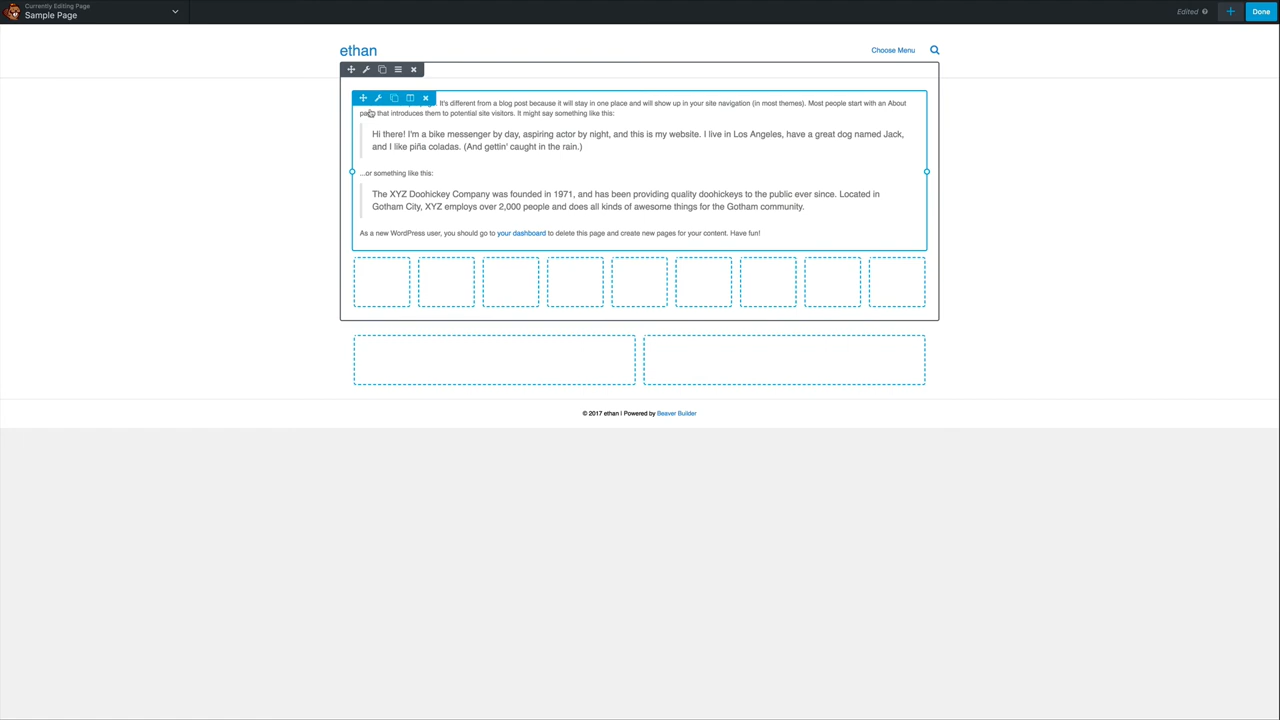 Currently Editing Page
Sample Page
Edited
Done
ethan
Choose Menu
It's different from a blog post because it will stay in one place and will show up in your site navigation (in most themes). Most people start with an About
page that introduces them to potential site visitors. It might say something like this:
Hi there! I'm a bike messenger by day, aspiring actor by night, and this is my website. I live in Los Angeles, have a great dog named Jack,
and I like piña coladas. (And gettin' caught in the rain.)
...or something like this:
The XYZ Doohickey Company was founded in 1971, and has been providing quality doohickeys to the public ever since. Located in
Gotham City, XYZ employs over 2,000 people and does all kinds of awesome things for the Gotham community.
As a new WordPress user, you should go to your dashboard to delete this page and create new pages for your content. Have fun!
© 2017 ethan | Powered by Beaver Builder